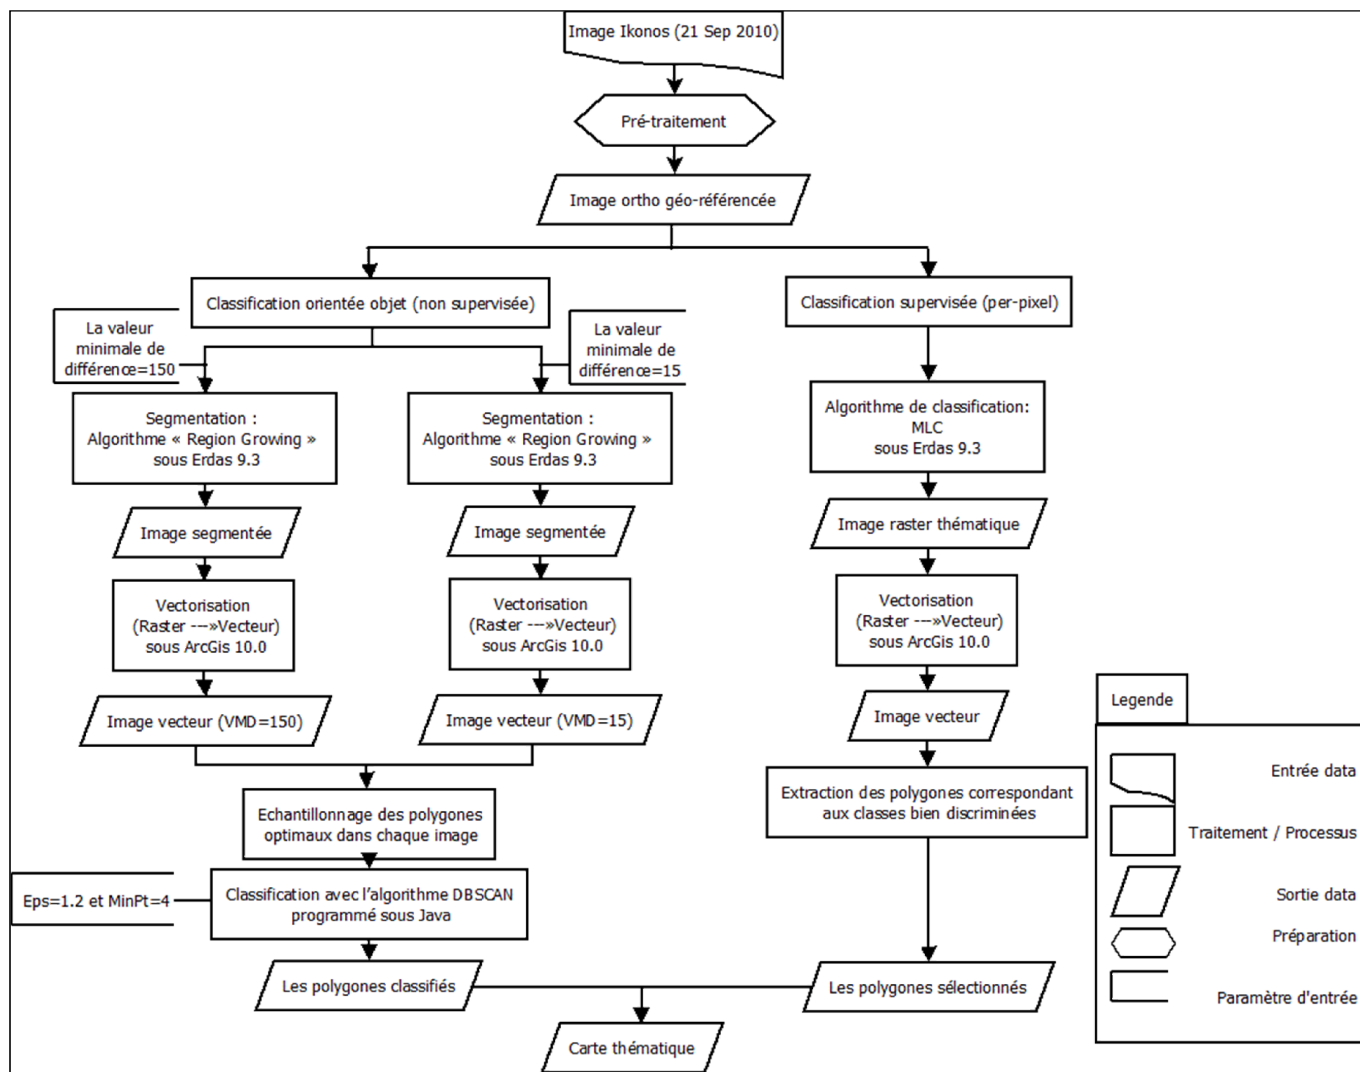 Image Ikonos (21 Sep 2010)
Pré-traitement
Image ortho géo-référencée
Classification orientée objet (non supervisée)
Classification supervisée (per-pixel)
La valeur
minimale de
différence=150
La valeur
minimale de
différence=15
Segmentation :
Algorithme « Region Growing »
sous Erdas 9.3
Segmentation :
Algorithme « Region Growing »
sous Erdas 9.3
Algorithme de classification:
MLC
sous Erdas 9.3
Image segmentée
Image segmentée
Image raster thématique
Vectorisation
(Raster ---»Vecteur)
sous ArcGis 10.0
Vectorisation
(Raster ---»Vecteur)
sous ArcGis 10.0
Vectorisation
(Raster ---»Vecteur)
sous ArcGis 10.0
Image vecteur (VMD=150)
Image vecteur (VMD=15)
Image vecteur
Echantillonnage des polygones
optimaux dans chaque image
Extraction des polygones correspondant
aux classes bien discriminées
Eps=1.2 et MinPt=4
Classification avec l'algorithme DBSCAN
programmé sous Java
Les polygones classifiés
Les polygones sélectionnés
Carte thématique
Legende
Entrée data
Traitement / Processus
Sortie data
Préparation
Paramètre d'entrée